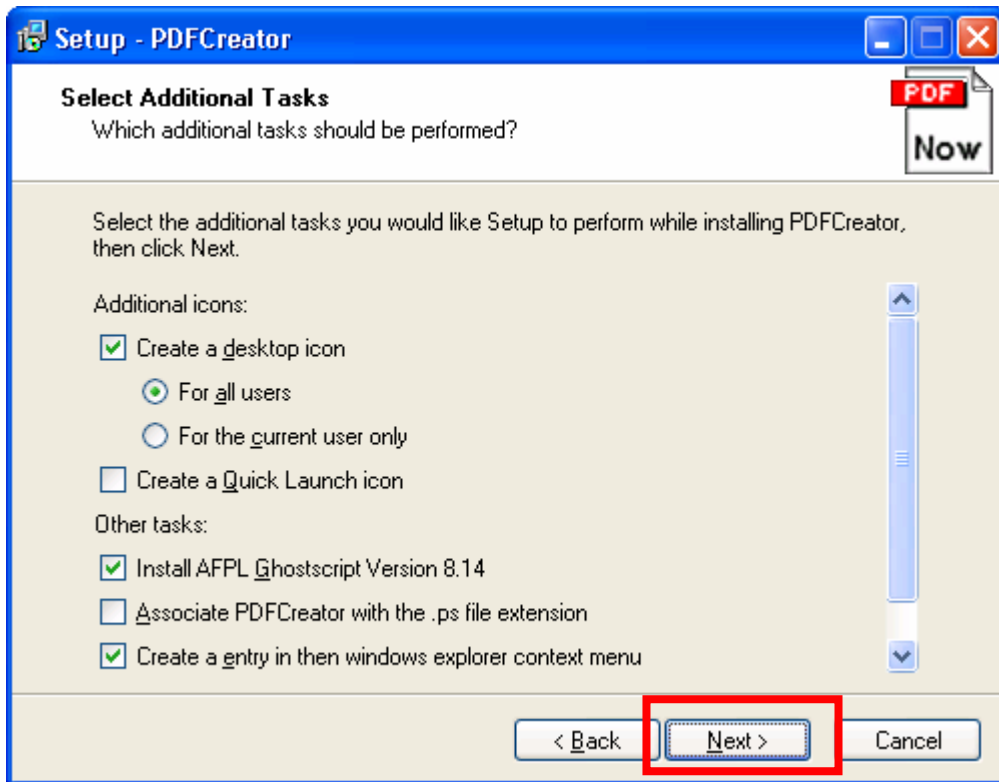 Setup - PDFCreator
Select Additional Tasks
Which additional tasks should be performed?
PDF
Now
Select the additional tasks you would like Setup to perform while installing PDFCreator,
then click Next.
Additional icons:
Create a desktop icon
For all users
For the current user only
Create a Quick Launch icon
Other tasks:
Install AFPL Ghostscript Version 8.14
Associate PDFCreator with the .ps file extension
Create a entry in then windows explorer context menu
< Back
Next >
Cancel